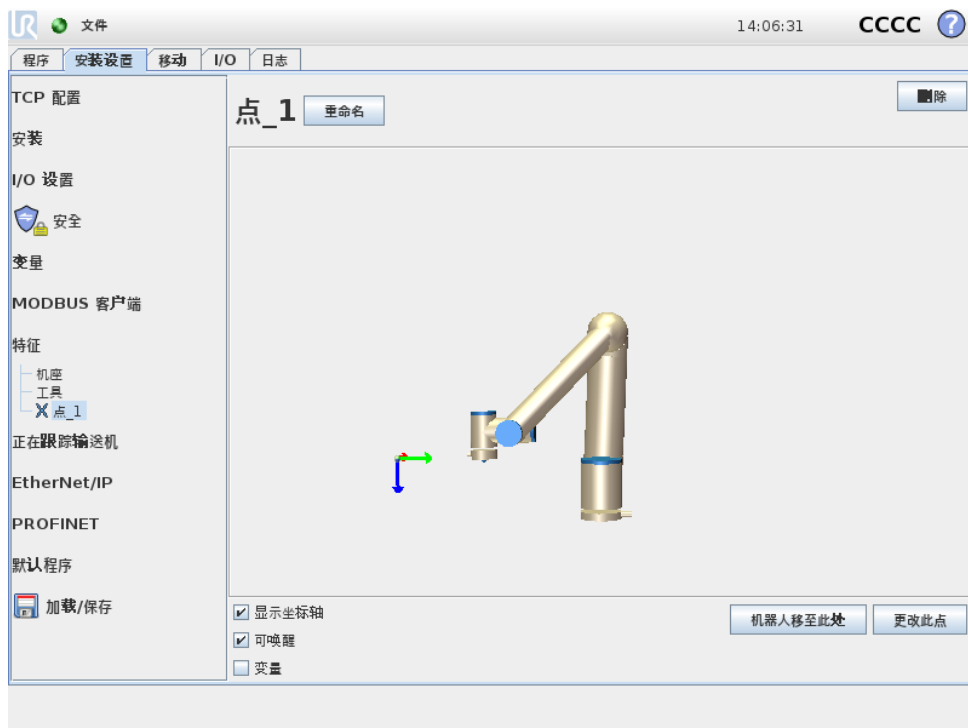 UR 文件 14:06:31 CCCC ?
程序 安装设置 移动 I/O 日志
TCP 配置
安装
I/O 设置
安全
变量
MODBUS 客户端
特征
机座
工具
点_1
正在跟踪输送机
EtherNet/IP
PROFINET
默认程序
加载/保存
点_1 重命名 删除
显示坐标轴
可唤醒
变量
机器人移至此处 更改此点